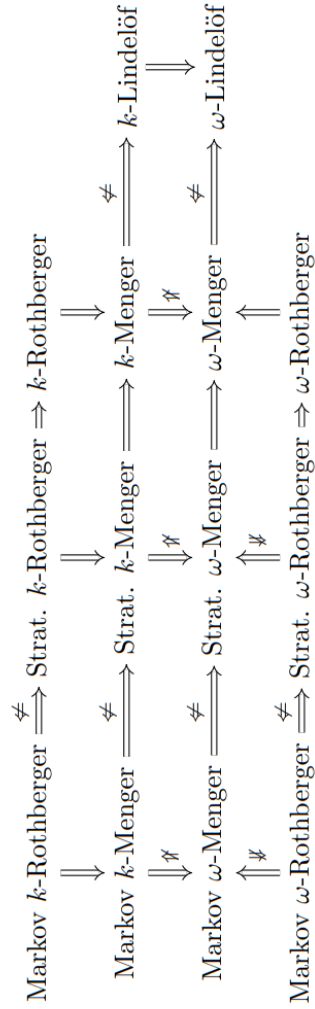 Markov k-Rothberger ⟹ Strat. k-Rothberger ⇒ k-Rothberger
Markov k-Menger ⟹ Strat. k-Menger ⟹ k-Menger ⟹ k-Lindelöf
Markov ω-Menger ⟹ Strat. ω-Menger ⟹ ω-Menger ⟹ ω-Lindelöf
Markov ω-Rothberger ⟹ Strat. ω-Rothberger ⇒ ω-Rothberger